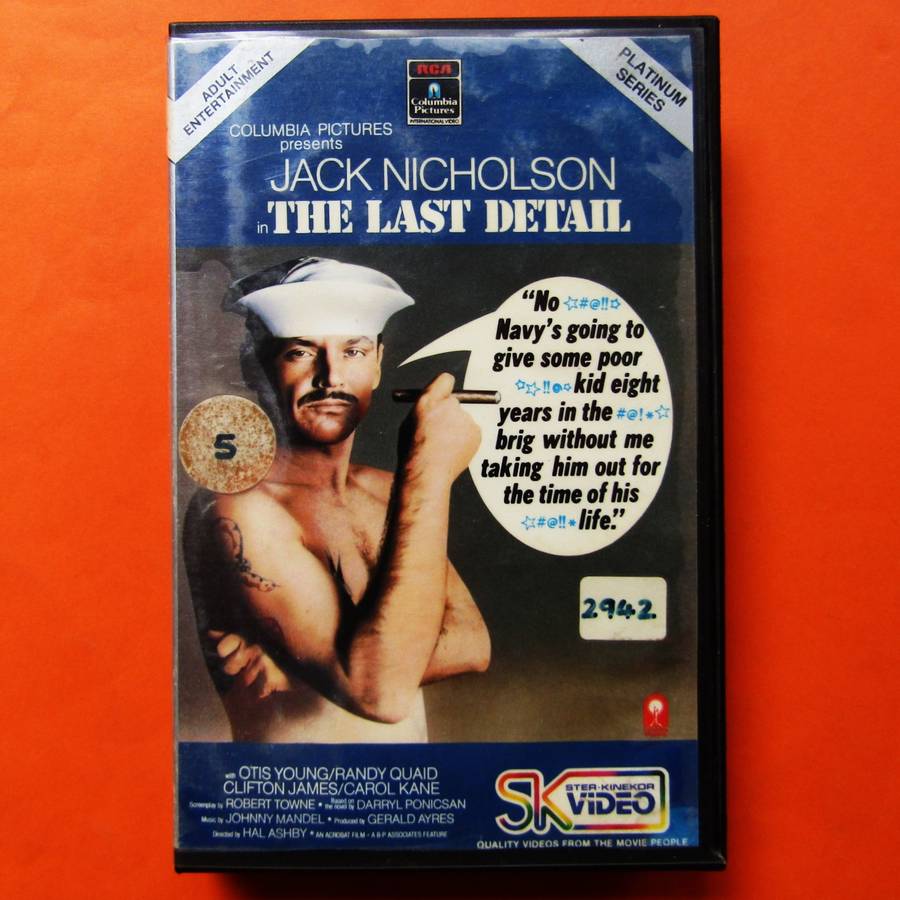 ADULT
ENTERTAINMENT
RCA
Columbia
Pictures
INTERNATIONAL VIDEO
PLATINUM
SERIES
COLUMBIA PICTURES
presents
JACK NICHOLSON
in THE LAST DETAIL
"No ☆#@!!☆
Navy's going to
give some poor
☆☆!!@☆ kid eight
years in the #@!*☆
brig without me
taking him out for
the time of his
☆#@!!* life."
5
2942
with OTIS YOUNG/RANDY QUAID
CLIFTON JAMES/CAROL KANE
Screenplay by ROBERT TOWNE • Based on the novel by DARRYL PONICSAN
Music by JOHNNY MANDEL • Produced by GERALD AYRES
Directed by HAL ASHBY • AN ACROBAT FILM - A B-P ASSOCIATES FEATURE
SK STER-KINEKOR
VIDEO
QUALITY VIDEOS FROM THE MOVIE PEOPLE